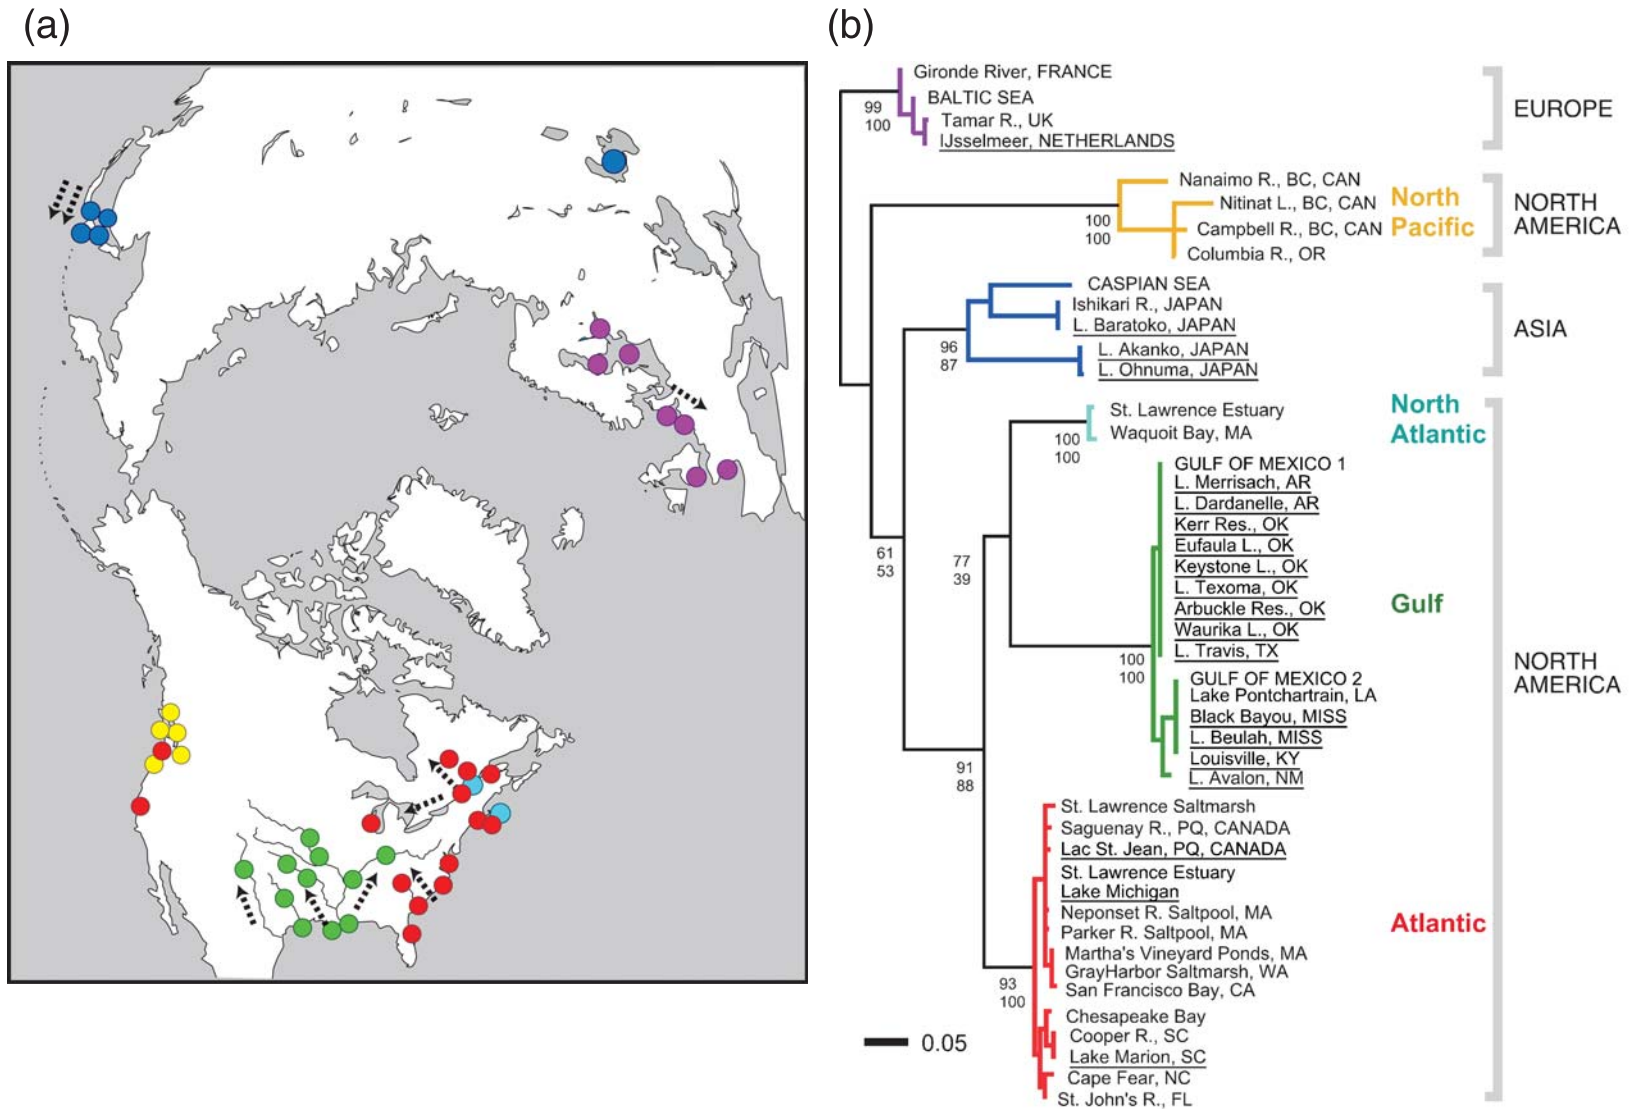 (a)
(b)
Gironde River, FRANCE
BALTIC SEA
Tamar R., UK
IJsselmeer, NETHERLANDS
99
100
EUROPE
Nanaimo R., BC, CAN
Nitinat L., BC, CAN
Campbell R., BC, CAN
Columbia R., OR
100
100
North
Pacific
NORTH
AMERICA
CASPIAN SEA
Ishikari R., JAPAN
L. Baratoko, JAPAN
L. Akanko, JAPAN
L. Ohnuma, JAPAN
96
87
ASIA
St. Lawrence Estuary
Waquoit Bay, MA
100
100
North
Atlantic
GULF OF MEXICO 1
L. Merrisach, AR
L. Dardanelle, AR
Kerr Res., OK
Eufaula L., OK
Keystone L., OK
L. Texoma, OK
Arbuckle Res., OK
Waurika L., OK
L. Travis, TX
61
53
77
39
100
100
Gulf
GULF OF MEXICO 2
Lake Pontchartrain, LA
Black Bayou, MISS
L. Beulah, MISS
Louisville, KY
L. Avalon, NM
NORTH
AMERICA
91
88
St. Lawrence Saltmarsh
Saguenay R., PQ, CANADA
Lac St. Jean, PQ, CANADA
St. Lawrence Estuary
Lake Michigan
Neponset R. Saltpool, MA
Parker R. Saltpool, MA
Martha's Vineyard Ponds, MA
GrayHarbor Saltmarsh, WA
San Francisco Bay, CA
Atlantic
93
100
Chesapeake Bay
Cooper R., SC
Lake Marion, SC
Cape Fear, NC
St. John's R., FL
0.05